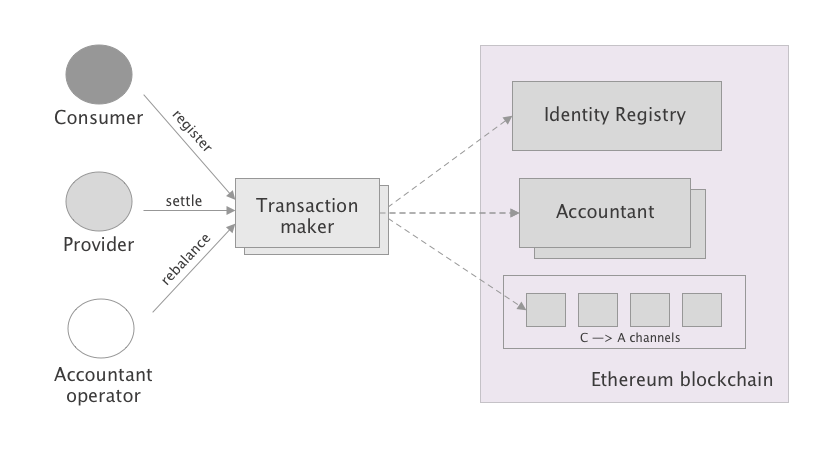 Consumer
register
Provider
settle
Accountant
operator
rebalance
Transaction
maker
Identity Registry
Accountant
C —> A channels
Ethereum blockchain